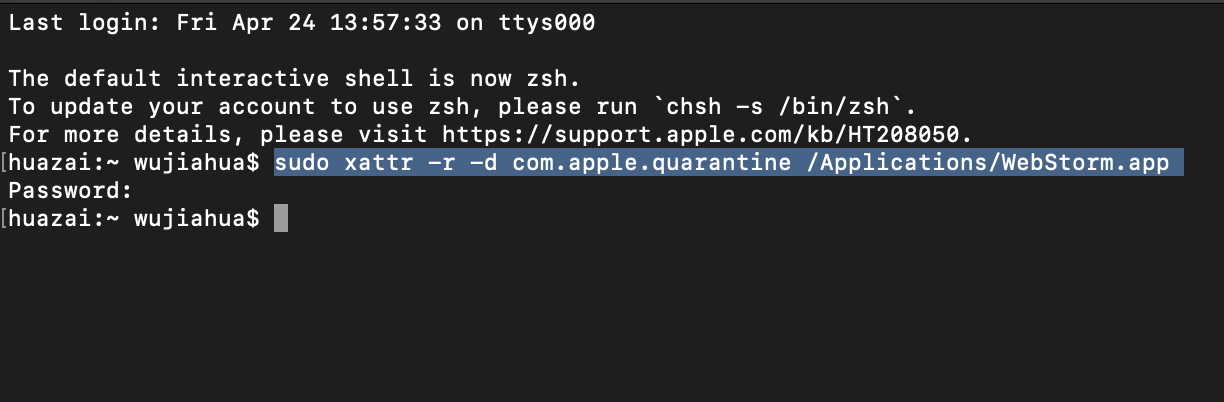 Last login: Fri Apr 24 13:57:33 on ttys000
The default interactive shell is now zsh.
To update your account to use zsh, please run `chsh -s /bin/zsh`.
For more details, please visit https://support.apple.com/kb/HT208050.
[huazai:~ wujiahua$ sudo xattr -r -d com.apple.quarantine /Applications/WebStorm.app
Password:
[huazai:~ wujiahua$